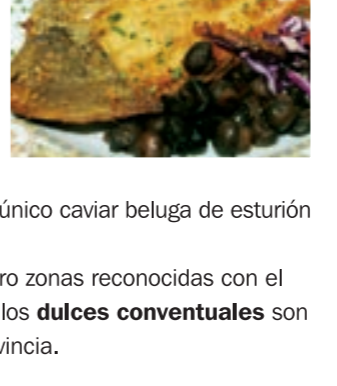 único caviar beluga de esturión
ro zonas reconocidas con el
los dulces conventuales son
vincia.